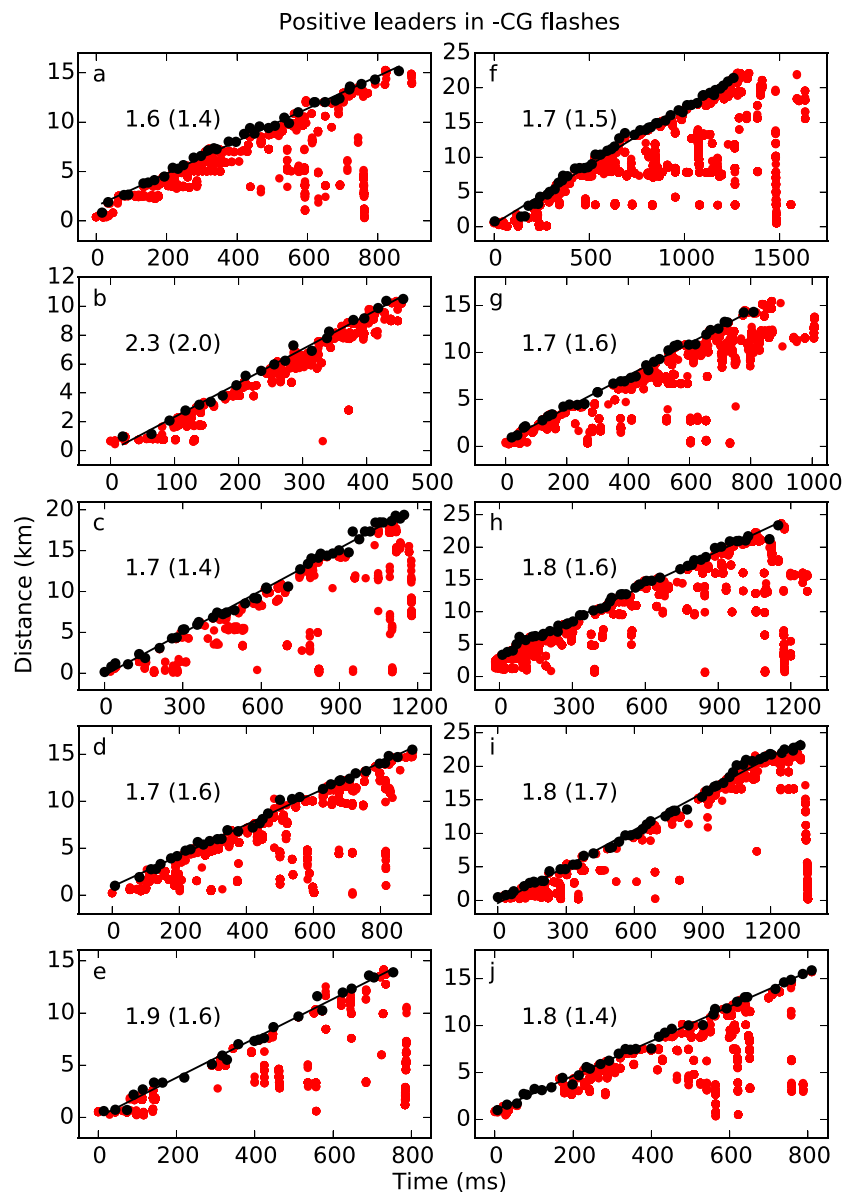 Positive leaders in -CG flashes
a
1.6 (1.4)
15
10
5
0
0 200 400 600 800
f
1.7 (1.5)
25
20
15
10
5
0
0 500 1000 1500
b
2.3 (2.0)
12
10
8
6
4
2
0
0 100 200 300 400 500
g
1.7 (1.6)
15
10
5
0
0 200 400 600 800 1000
c
1.7 (1.4)
20
15
10
5
0
0 300 600 900 1200
h
1.8 (1.6)
25
20
15
10
5
0
0 300 600 900 1200
d
1.7 (1.6)
15
10
5
0
0 200 400 600 800
i
1.8 (1.7)
25
20
15
10
5
0
0 300 600 900 1200
e
1.9 (1.6)
15
10
5
0
0 200 400 600 800
j
1.8 (1.4)
15
10
5
0
0 200 400 600 800
Distance (km)
Time (ms)